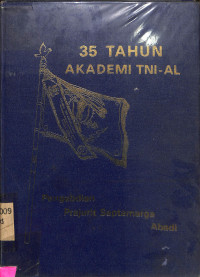 35 TAHUN
AKADEMI TNI-AL
Pengabdian
Prajurit Saptamarga
Abadi
009